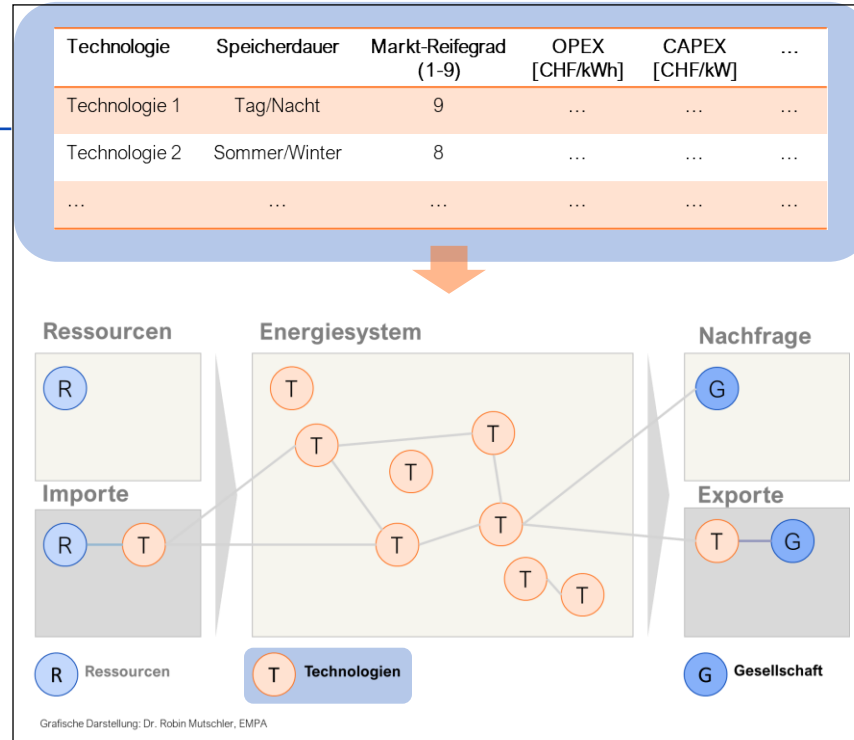 Technologie Speicherdauer Markt-Reifegrad (1-9) OPEX [CHF/kWh] CAPEX [CHF/kW] ...
Technologie 1 Tag/Nacht 9 ... ... ...
Technologie 2 Sommer/Winter 8 ... ... ...
... ... ... ... ... ...
Ressourcen Energiesystem Nachfrage
R T G
T T
T
Importe Exporte
R T T T T G
T T
R Ressourcen T Technologien G Gesellschaft
Grafische Darstellung: Dr. Robin Mutschler, EMPA